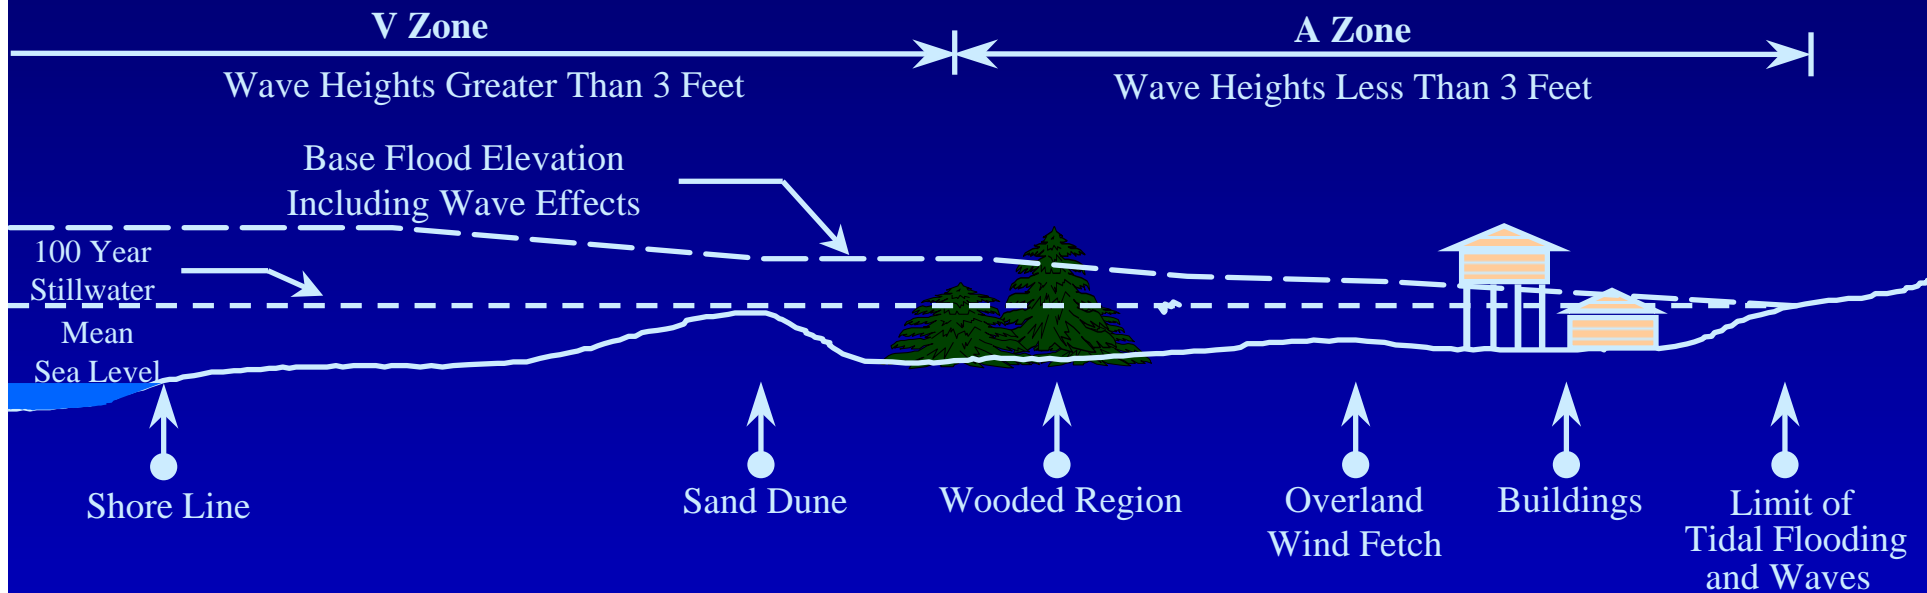 V Zone
A Zone
Wave Heights Greater Than 3 Feet
Wave Heights Less Than 3 Feet
Base Flood Elevation
Including Wave Effects
100 Year
Stillwater
Mean
Sea Level
Shore Line
Sand Dune
Wooded Region
Overland
Wind Fetch
Buildings
Limit of
Tidal Flooding
and Waves